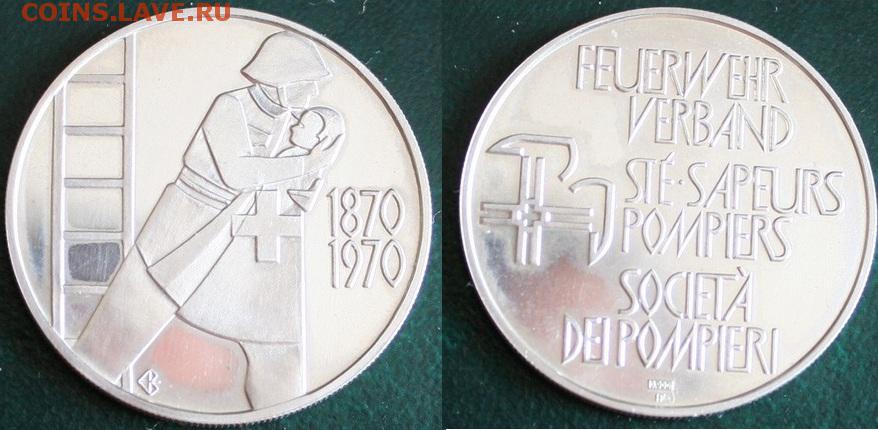 COINS.LAVE.RU
1870
1970
FEUERWEHR
VERBAND
STÉ·SAPEURS
POMPIERS
SOCIETÀ
DEI POMPIERI